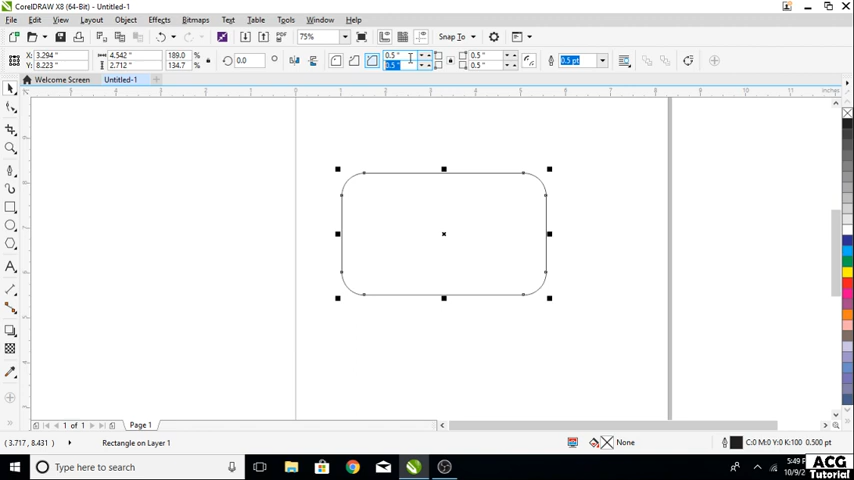 CorelDRAW X8 (64-Bit) - Untitled-1
File Edit View Layout Object Effects Bitmaps Text Table Tools Window Help
PDF 75% Snap To
X: 3.294 " 4.542 " 189.0 % 0.0 0.5 " 0.5 " 0.5 pt
Y: 8.223 " 2.712 " 134.7 % 0.5 " 0.5 "
Welcome Screen Untitled-1
inches
1 of 1 Page 1
(3.717, 8.431) Rectangle on Layer 1 None C:0 M:0 Y:0 K:100 0.500 pt
Type here to search 5:49
10/9/2
ACG
Tutorial